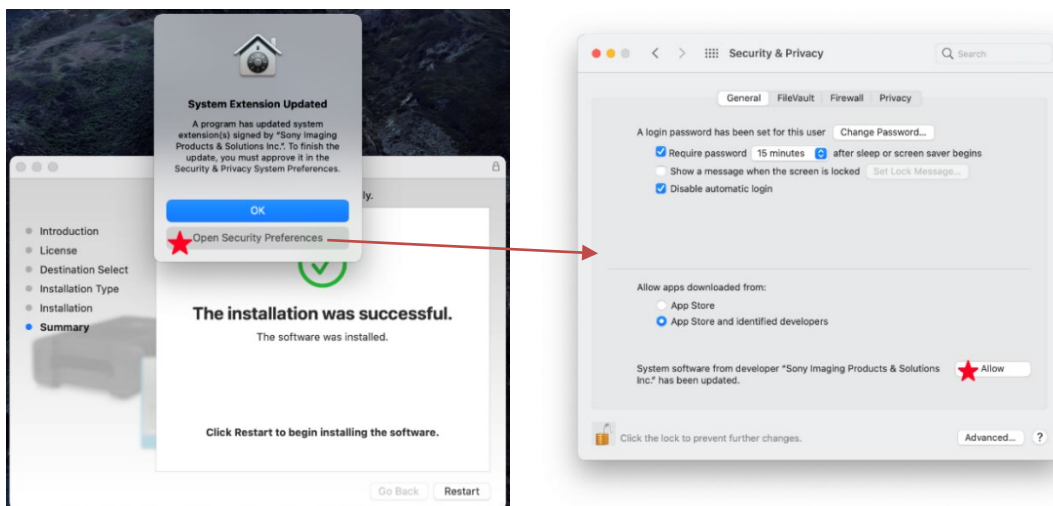 System Extension Updated
A program has updated system
extension(s) signed by "Sony Imaging
Products & Solutions Inc.". To finish the
update, you must approve it in the
Security & Privacy System Preferences.
OK
Open Security Preferences
ly.
Introduction
License
Destination Select
Installation Type
Installation
Summary
The installation was successful.
The software was installed.
Click Restart to begin installing the software.
Go Back
Restart
Security & Privacy
Search
General
FileVault
Firewall
Privacy
A login password has been set for this user
Change Password...
Require password
15 minutes
after sleep or screen saver begins
Show a message when the screen is locked
Set Lock Message...
Disable automatic login
Allow apps downloaded from:
App Store
App Store and identified developers
System software from developer "Sony Imaging Products & Solutions
Inc." has been updated.
Allow
Click the lock to prevent further changes.
Advanced...
?